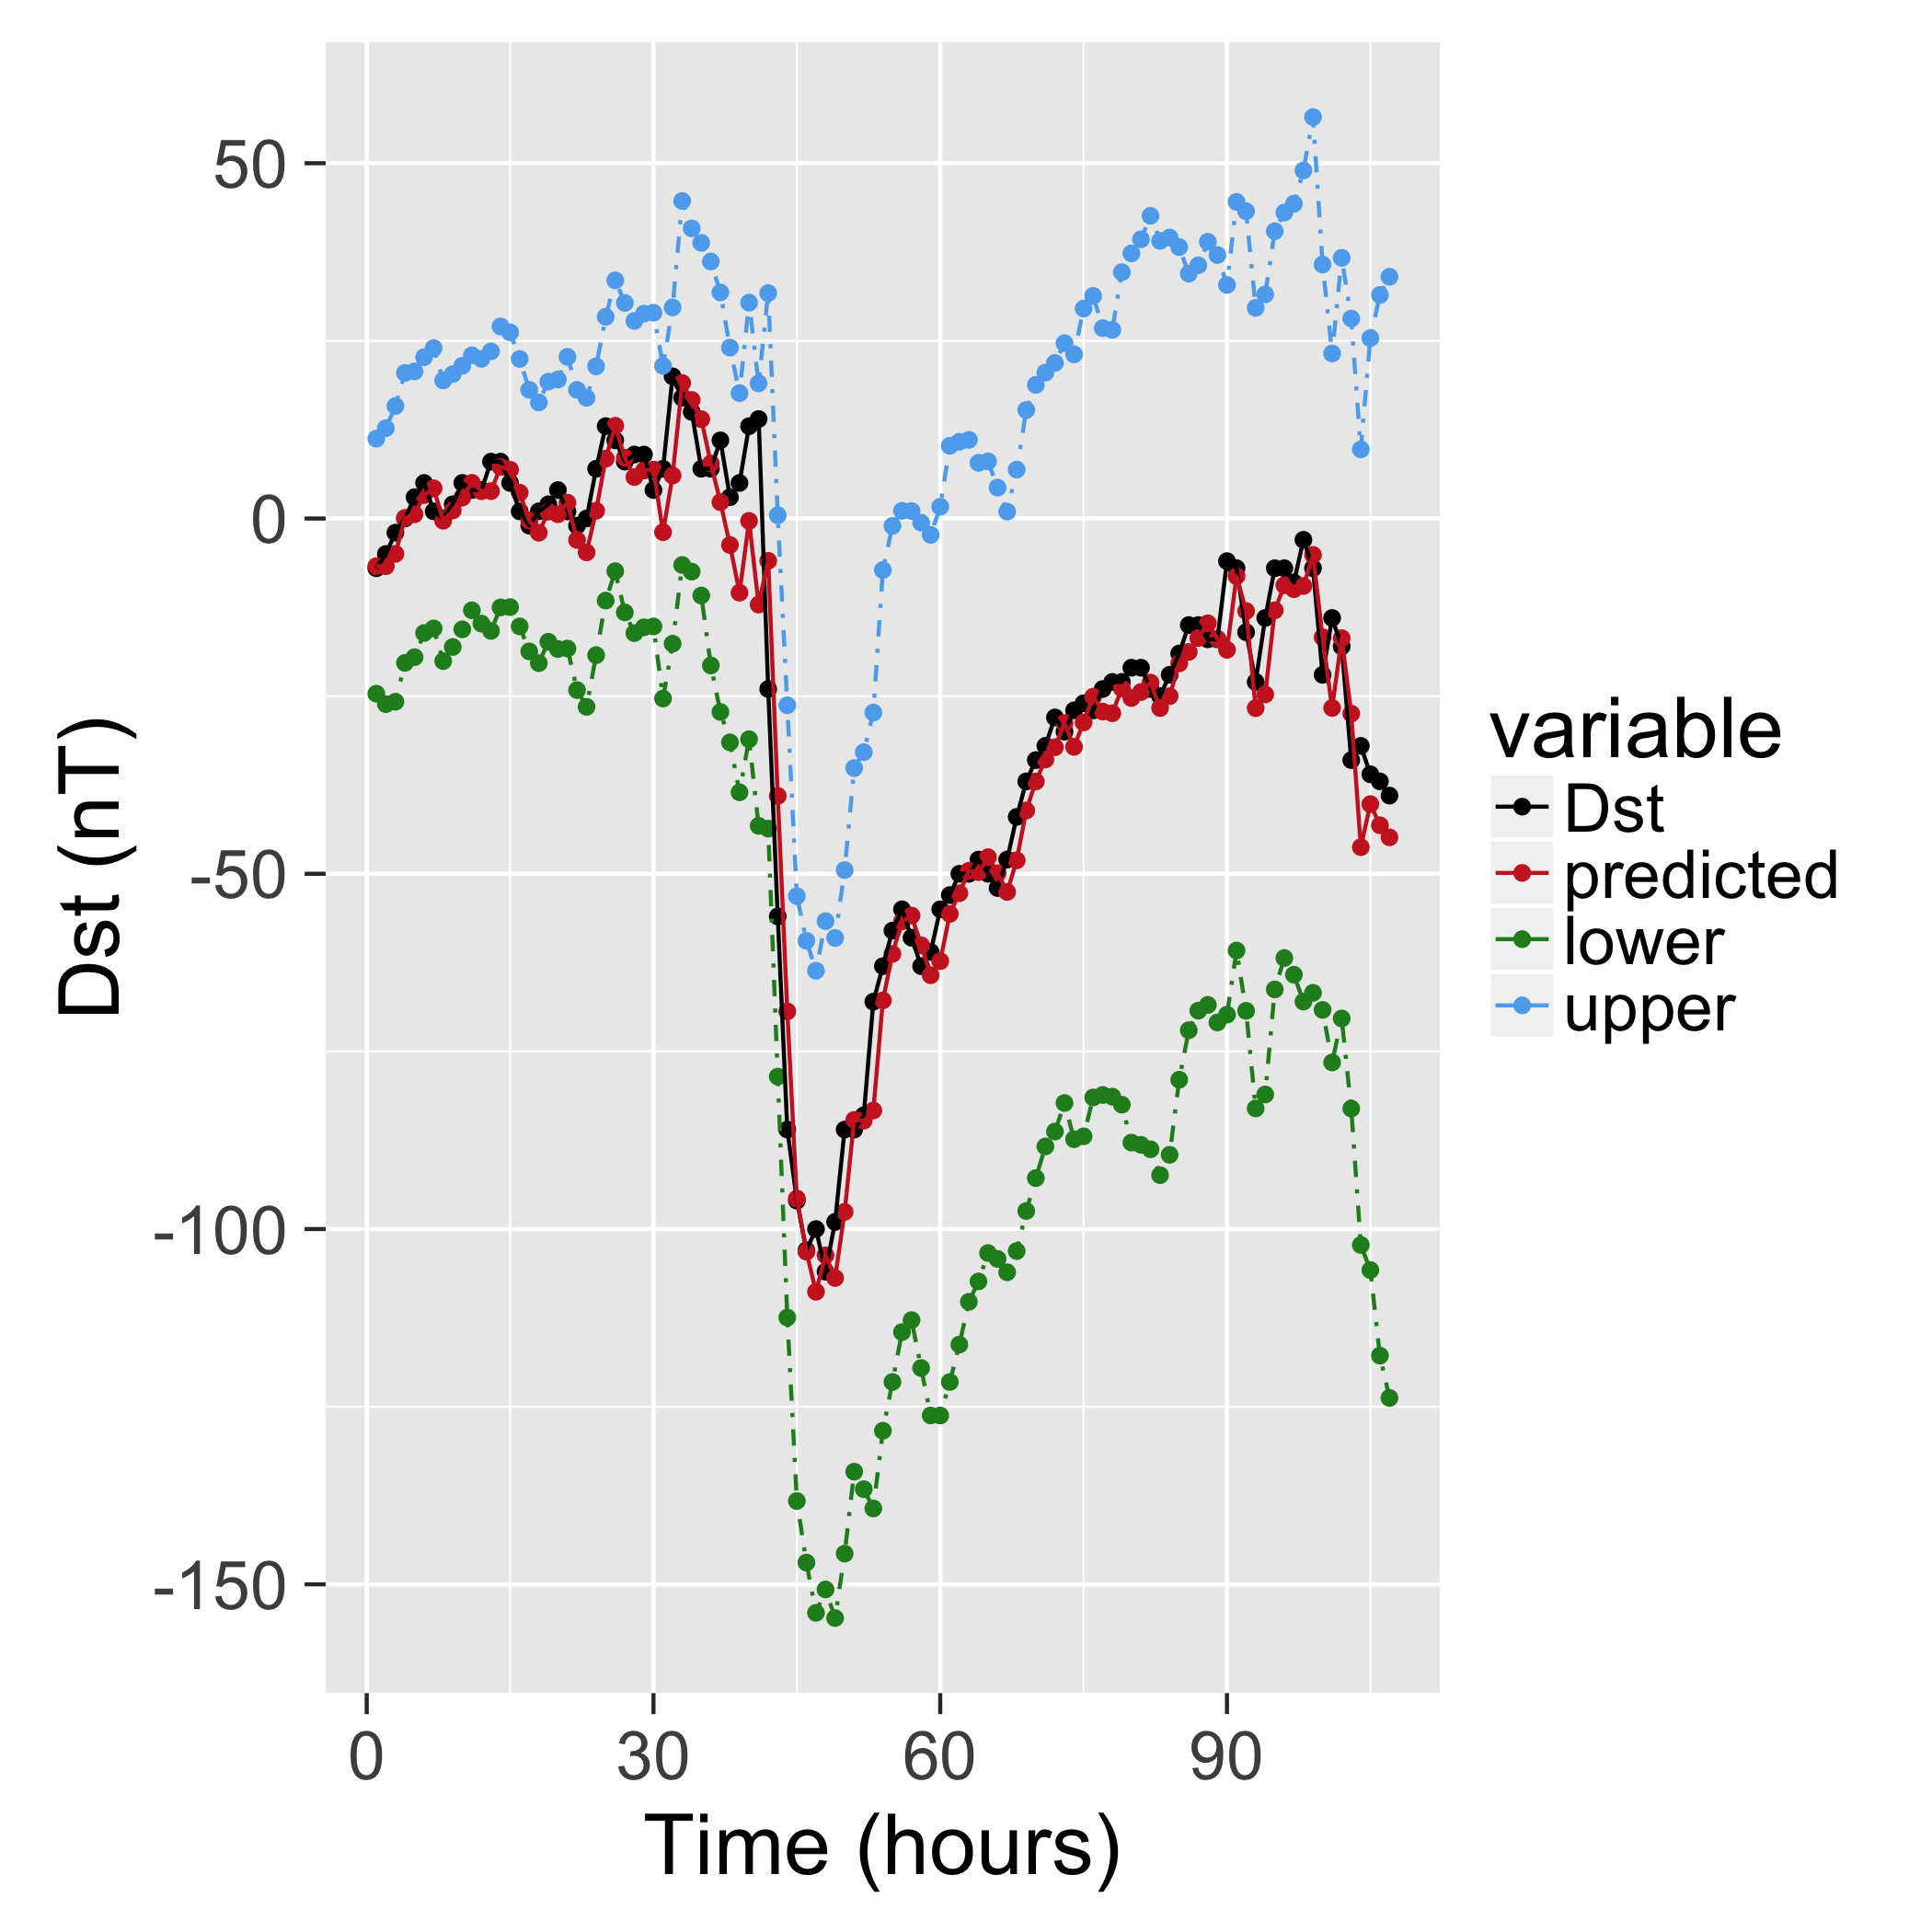 50
0
-50
-100
-150
Dst (nT)
0 30 60 90
Time (hours)
variable
Dst
predicted
lower
upper